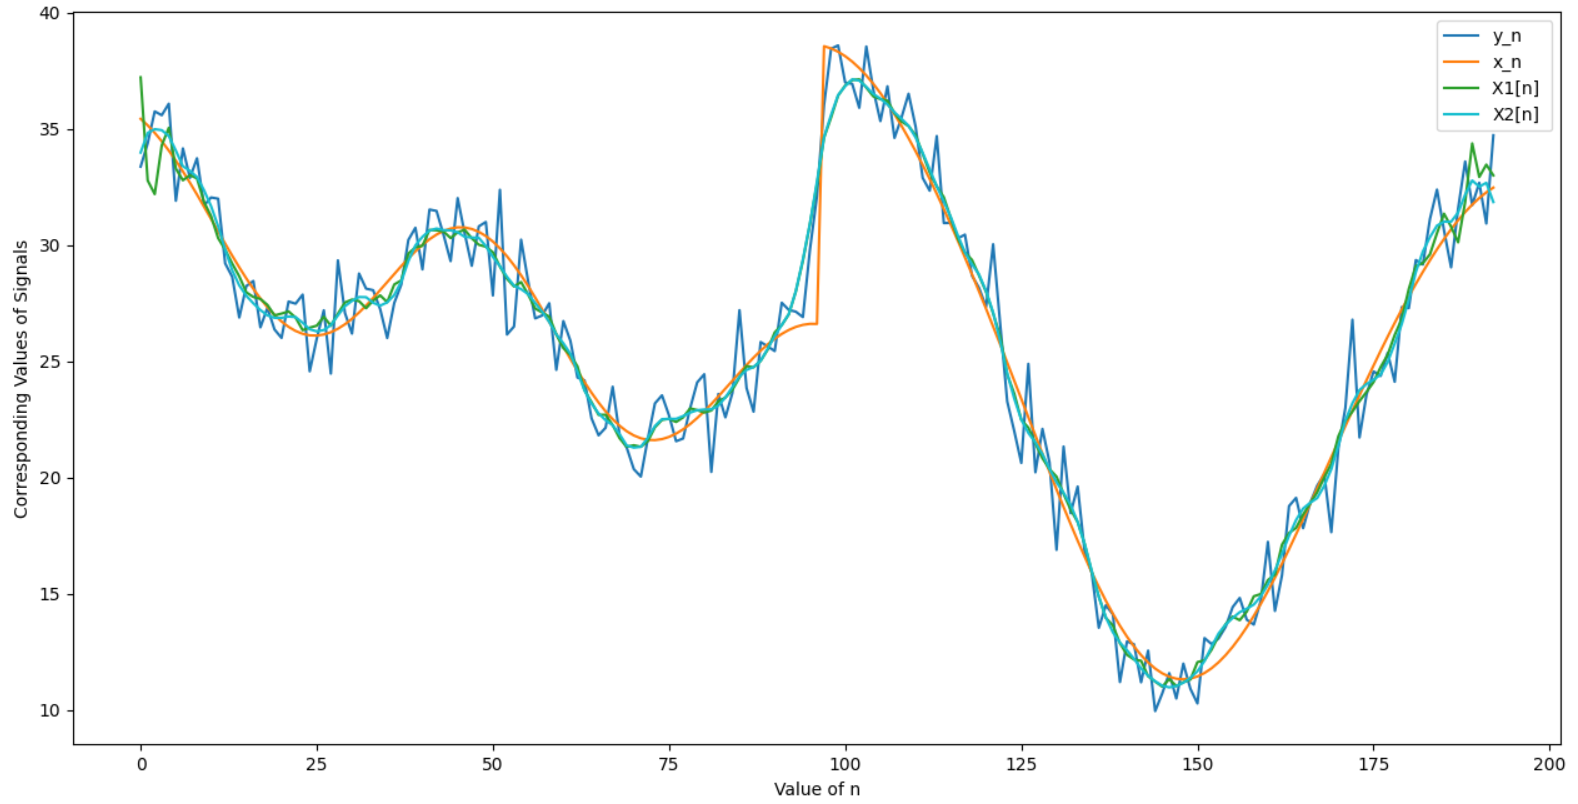 40
35
30
25
20
15
10
Corresponding Values of Signals
y_n
x_n
X1[n]
X2[n]
0 25 50 75 100 125 150 175 200
Value of n